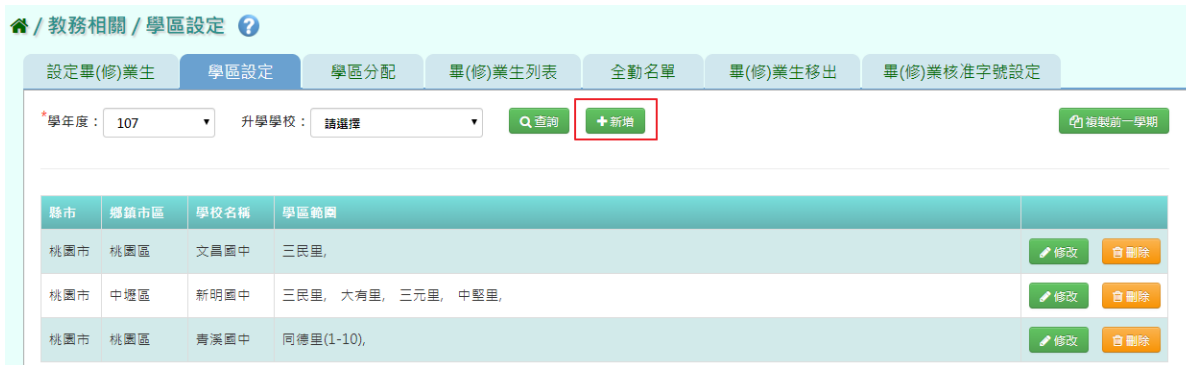 / 教務相關 / 學區設定 ?
設定畢(修)業生 學區設定 學區分配 畢(修)業生列表 全勤名單 畢(修)業生移出 畢(修)業核准字號設定
*學年度： 107 升學學校： 請選擇 查詢 新增 複製前一學期
縣市 鄉鎮市區 學校名稱 學區範圍
桃園市 桃園區 文昌國中 三民里, 修改 刪除
桃園市 中壢區 新明國中 三民里, 大有里, 三元里, 中堅里, 修改 刪除
桃園市 桃園區 青溪國中 同德里(1-10), 修改 刪除